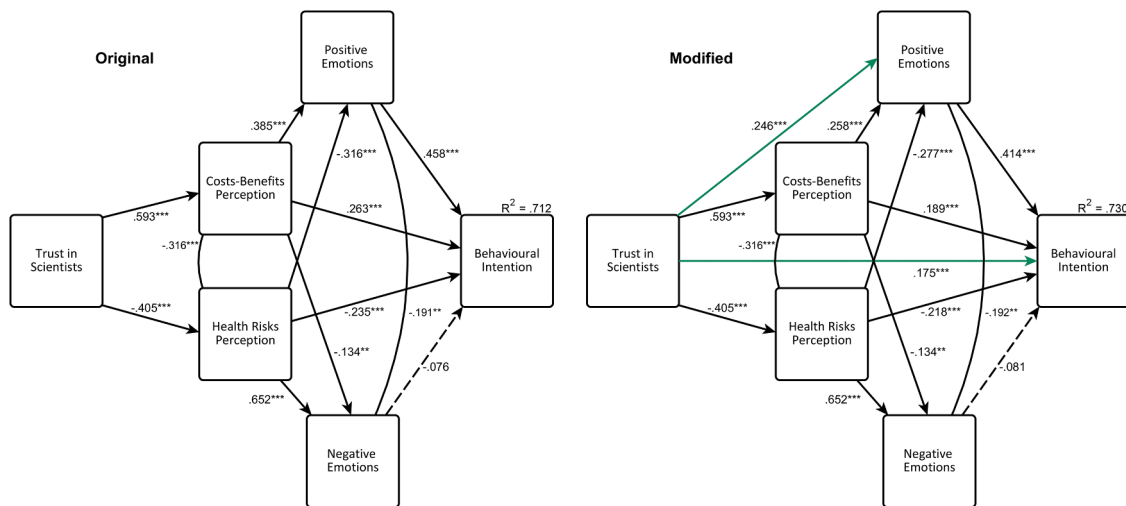 Original
Positive
Emotions
.385***
-.316***
.458***
Costs-Benefits
Perception
.593***
.263***
R² = .712
Trust in
Scientists
-.316***
Behavioural
Intention
-.405***
Health Risks
Perception
-.235***
-.191**
-.134**
-.076
.652***
Negative
Emotions
Modified
Positive
Emotions
.246***
.258***
-.277***
.414***
Costs-Benefits
Perception
.593***
.189***
R² = .730
Trust in
Scientists
-.316***
Behavioural
Intention
.175***
-.405***
Health Risks
Perception
-.218***
-.192**
-.134**
-.081
.652***
Negative
Emotions